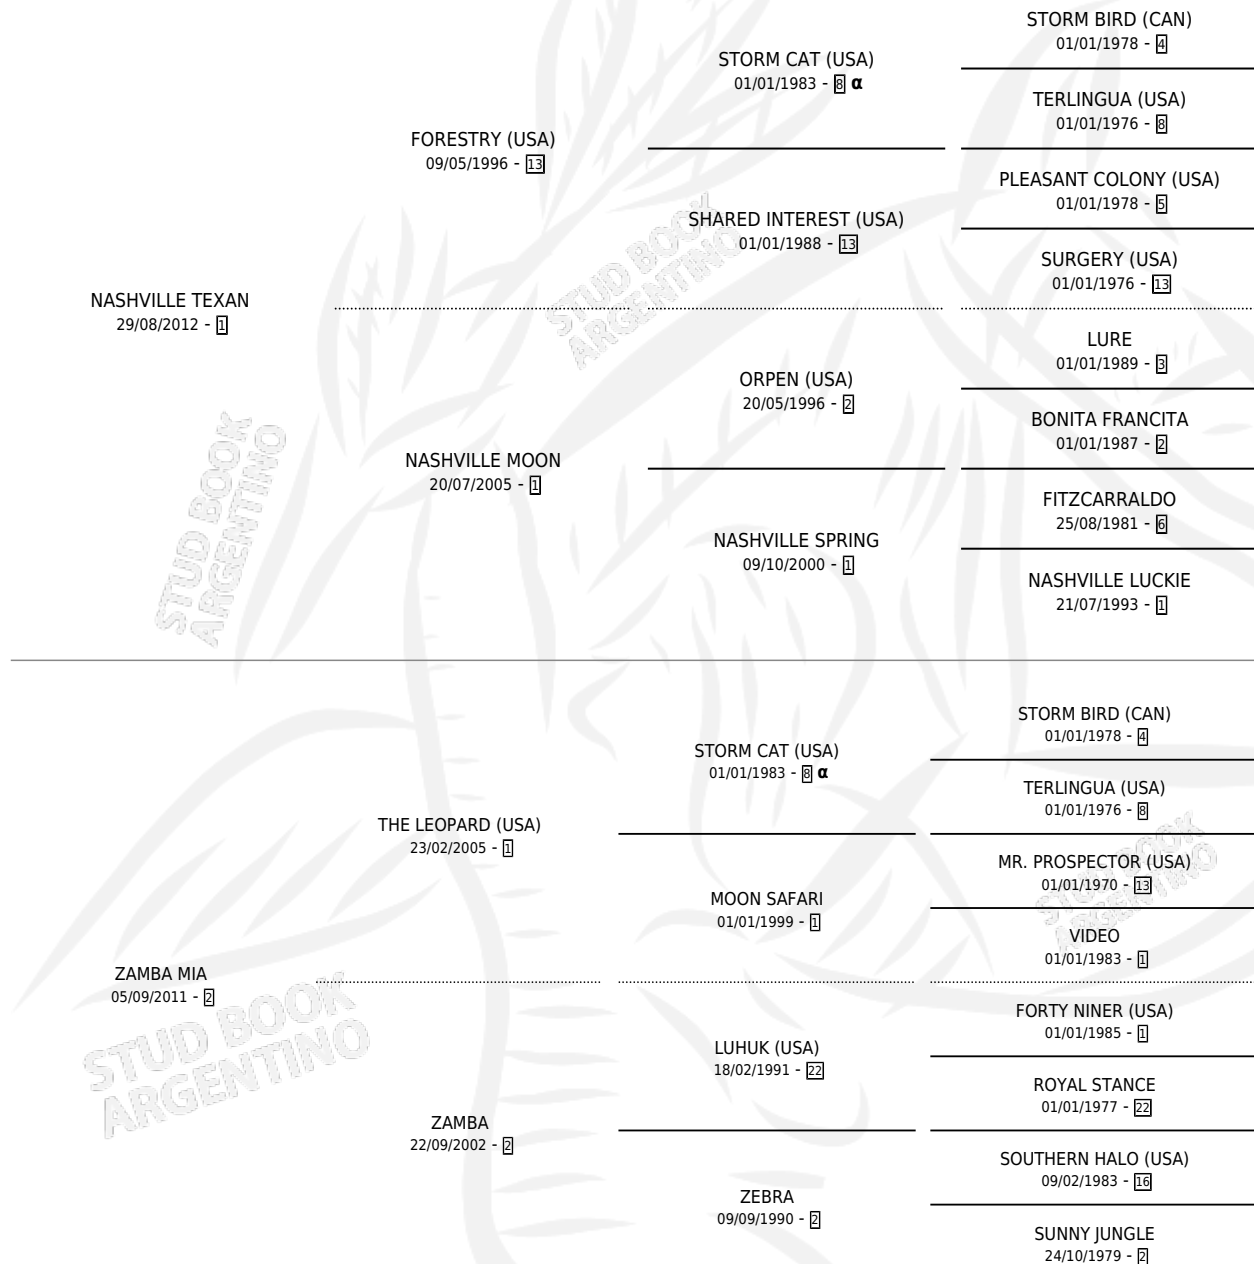 STORM BIRD (CAN)
01/01/1978 - 4
STORM CAT (USA)
01/01/1983 - 8 α
TERLINGUA (USA)
01/01/1976 - 8
FORESTRY (USA)
09/05/1996 - 13
PLEASANT COLONY (USA)
01/01/1978 - 5
SHARED INTEREST (USA)
01/01/1988 - 13
SURGERY (USA)
01/01/1976 - 13
NASHVILLE TEXAN
29/08/2012 - 1
LURE
01/01/1989 - 3
ORPEN (USA)
20/05/1996 - 2
BONITA FRANCITA
01/01/1987 - 2
NASHVILLE MOON
20/07/2005 - 1
FITZCARRALDO
25/08/1981 - 6
NASHVILLE SPRING
09/10/2000 - 1
NASHVILLE LUCKIE
21/07/1993 - 1
STORM BIRD (CAN)
01/01/1978 - 4
STORM CAT (USA)
01/01/1983 - 8 α
TERLINGUA (USA)
01/01/1976 - 8
THE LEOPARD (USA)
23/02/2005 - 1
MR. PROSPECTOR (USA)
01/01/1970 - 13
MOON SAFARI
01/01/1999 - 1
VIDEO
01/01/1983 - 1
ZAMBA MIA
05/09/2011 - 2
FORTY NINER (USA)
01/01/1985 - 1
LUHUK (USA)
18/02/1991 - 22
ROYAL STANCE
01/01/1977 - 22
ZAMBA
22/09/2002 - 2
SOUTHERN HALO (USA)
09/02/1983 - 16
ZEBRA
09/09/1990 - 2
SUNNY JUNGLE
24/10/1979 - 2
STUD BOOK
ARGENTINO
STUD BOOK
ARGENTINO
STUD BOOK
ARGENTINO
STUD BOOK
ARGENTINO